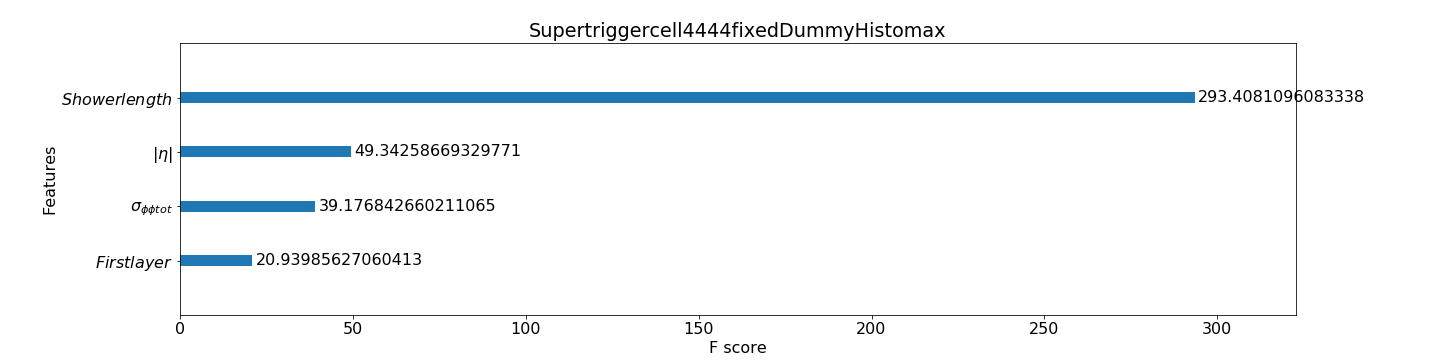 Supertriggercell4444fixedDummyHistomax
Showerlength
293.4081096083338
|η|
49.34258669329771
σϕϕtot
39.176842660211065
Firstlayer
20.93985627060413
Features
0 50 100 150 200 250 300
F score